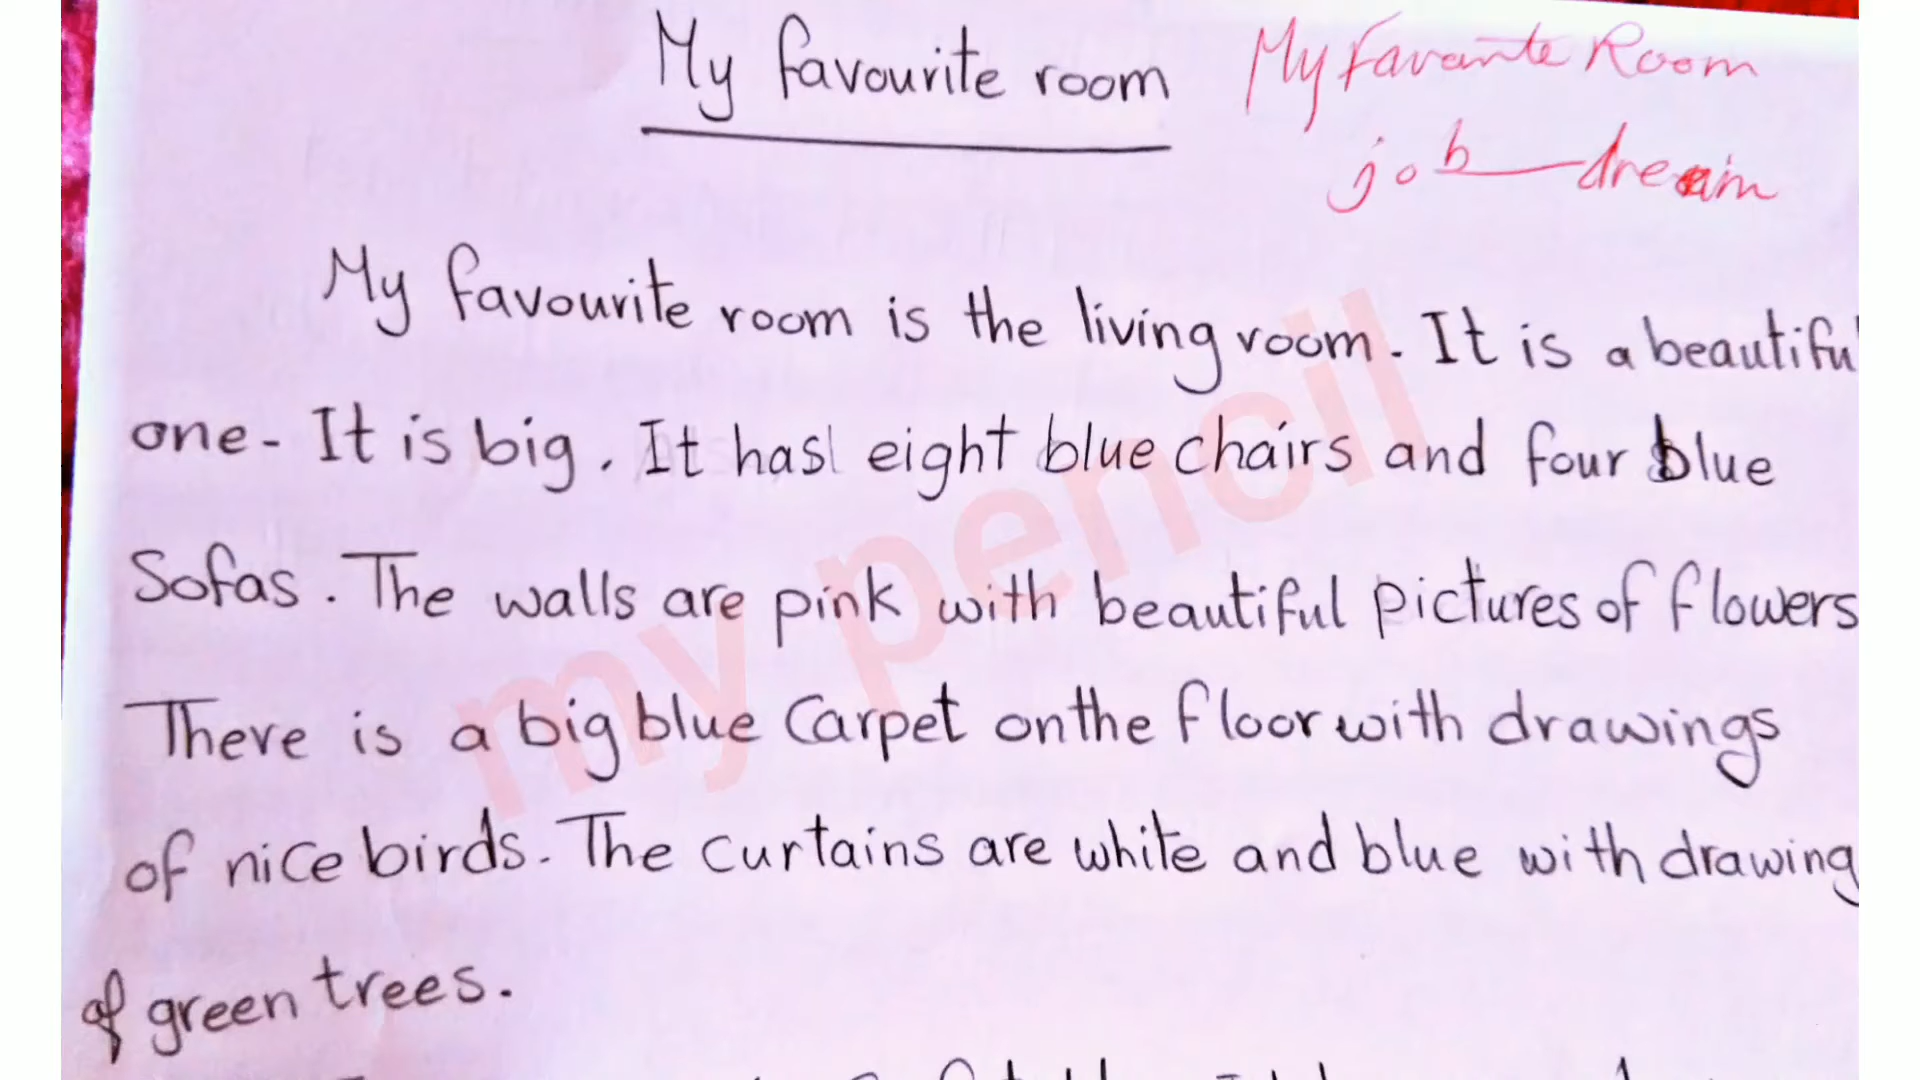 My favourite room
My Favorite Room
job dream
My favourite room is the living room. It is a beautiful
one - It is big. It has eight blue chairs and four blue
Sofas. The walls are pink with beautiful pictures of flowers
There is a big blue Carpet on the floor with drawings
of nice birds. The curtains are white and blue with drawing
of green trees.
my pencil